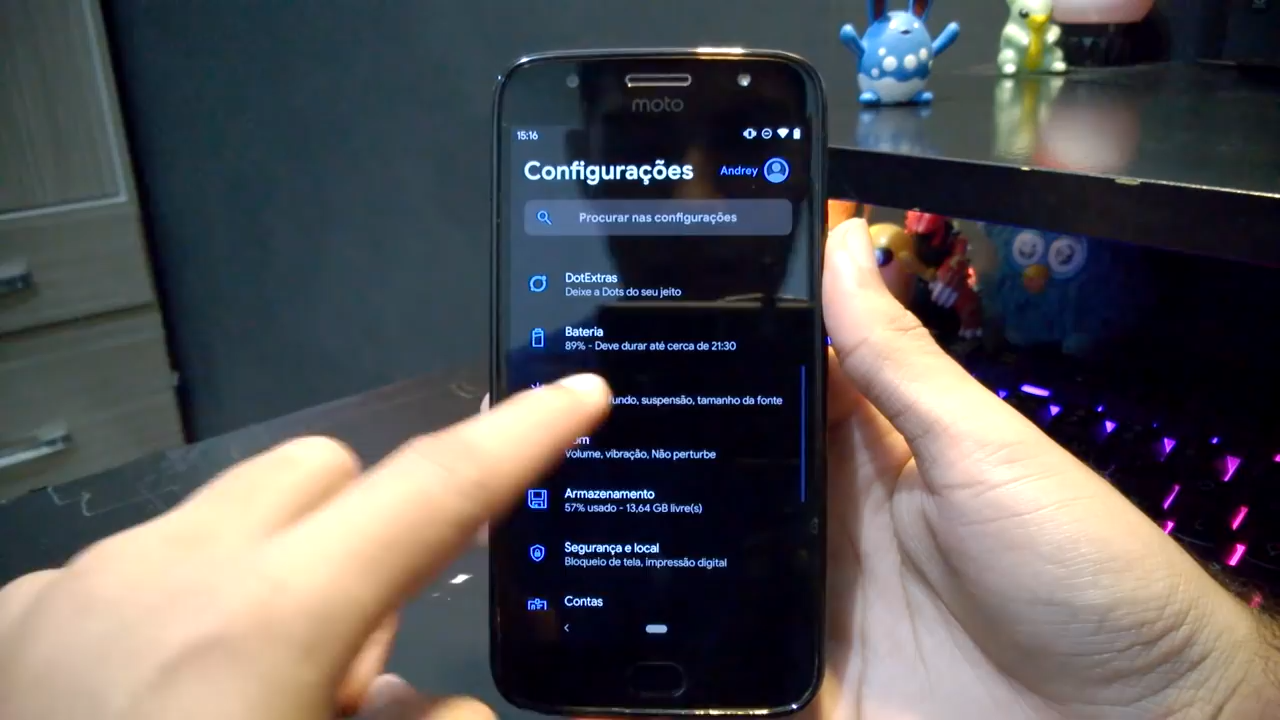 moto
15:16
Configurações
Andrey
Procurar nas configurações
DotExtras
Deixe a Dots do seu jeito
Bateria
89% - Deve durar até cerca de 21:30
suspensão, tamanho da fonte
Volume, vibração, Não perturbe
Armazenamento
57% usado - 13,64 GB livre(s)
Segurança e local
Bloqueio de tela, impressão digital
Contas